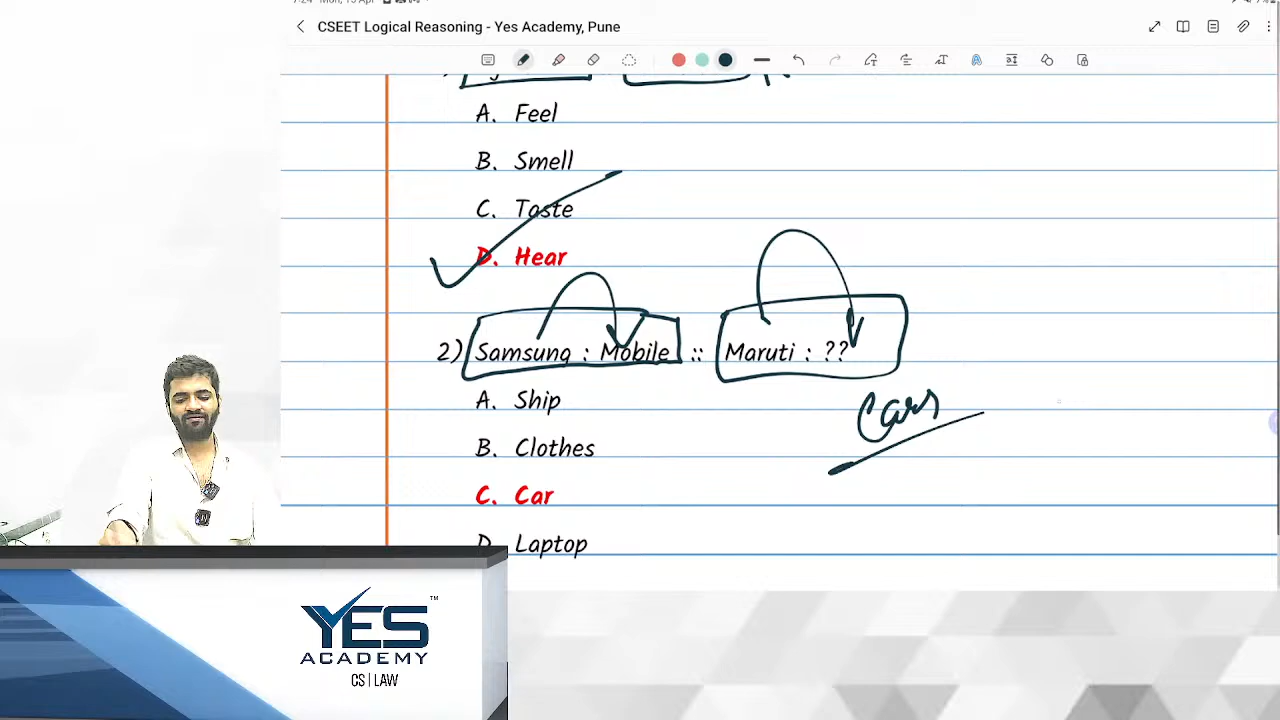 CSEET Logical Reasoning - Yes Academy, Pune
A. Feel
B. Smell
C. Taste
D. Hear
2) Samsung : Mobile :: Maruti : ??
A. Ship
Cars
B. Clothes
C. Car
D. Laptop
YES™
ACADEMY
CS | LAW